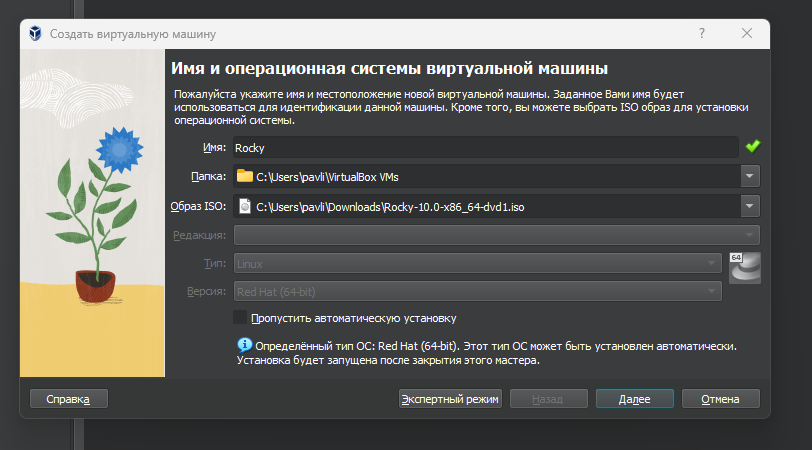 Создать виртуальную машину
?
Имя и операционная системы виртуальной машины
Пожалуйста укажите имя и местоположение новой виртуальной машины. Заданное Вами имя будет
использоваться для идентификации данной машины. Кроме того, вы можете выбрать ISO образ для установки
операционной системы.
Имя: Rocky
Папка: C:\Users\pavli\VirtualBox VMs
Образ ISO: C:\Users\pavli\Downloads\Rocky-10.0-x86_64-dvd1.iso
Редакция:
Тип: Linux
64
Версия: Red Hat (64-bit)
Пропустить автоматическую установку
Определённый тип ОС: Red Hat (64-bit). Этот тип ОС может быть установлен автоматически.
Установка будет запущена после закрытия этого мастера.
Справка Экспертный режим Назад Далее Отмена